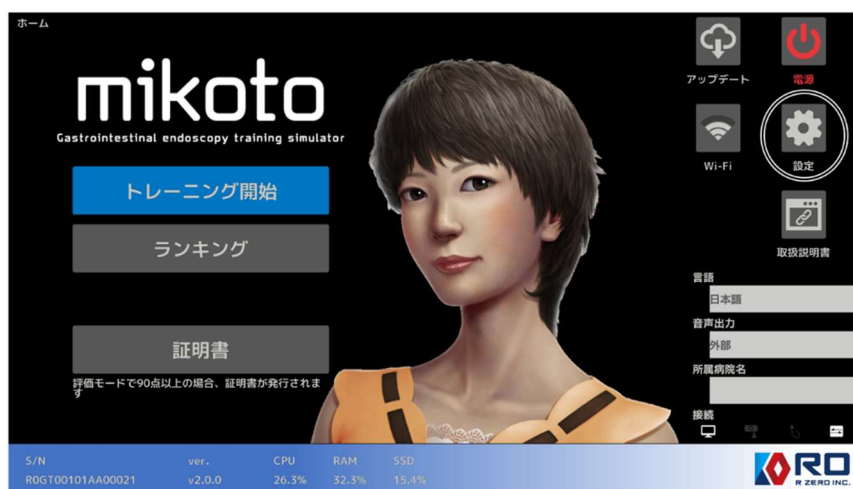 ホーム
mikoto
Gastrointestinal endoscopy training simulator
トレーニング開始
ランキング
証明書
評価モードで90点以上の場合、証明書が発行されま
す
アップデート
電源
Wi-Fi
設定
取扱説明書
言語
日本語
音声出力
外部
所属病院名
接続
S/N ver. CPU RAM SSD
R0GT00101AA00021 v2.0.0 26.3% 32.3% 15.4%
RO
R ZERO INC.